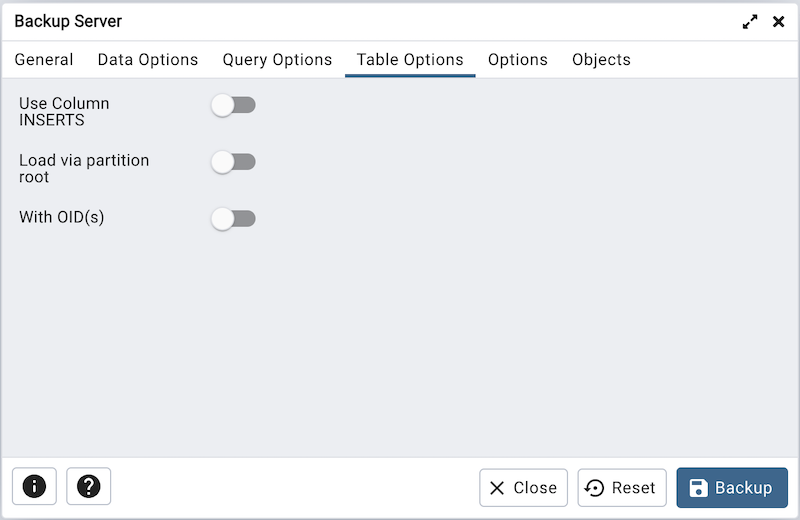 Backup Server
General Data Options Query Options Table Options Options Objects
Use Column
INSERTS
Load via partition
root
With OID(s)
Close Reset Backup